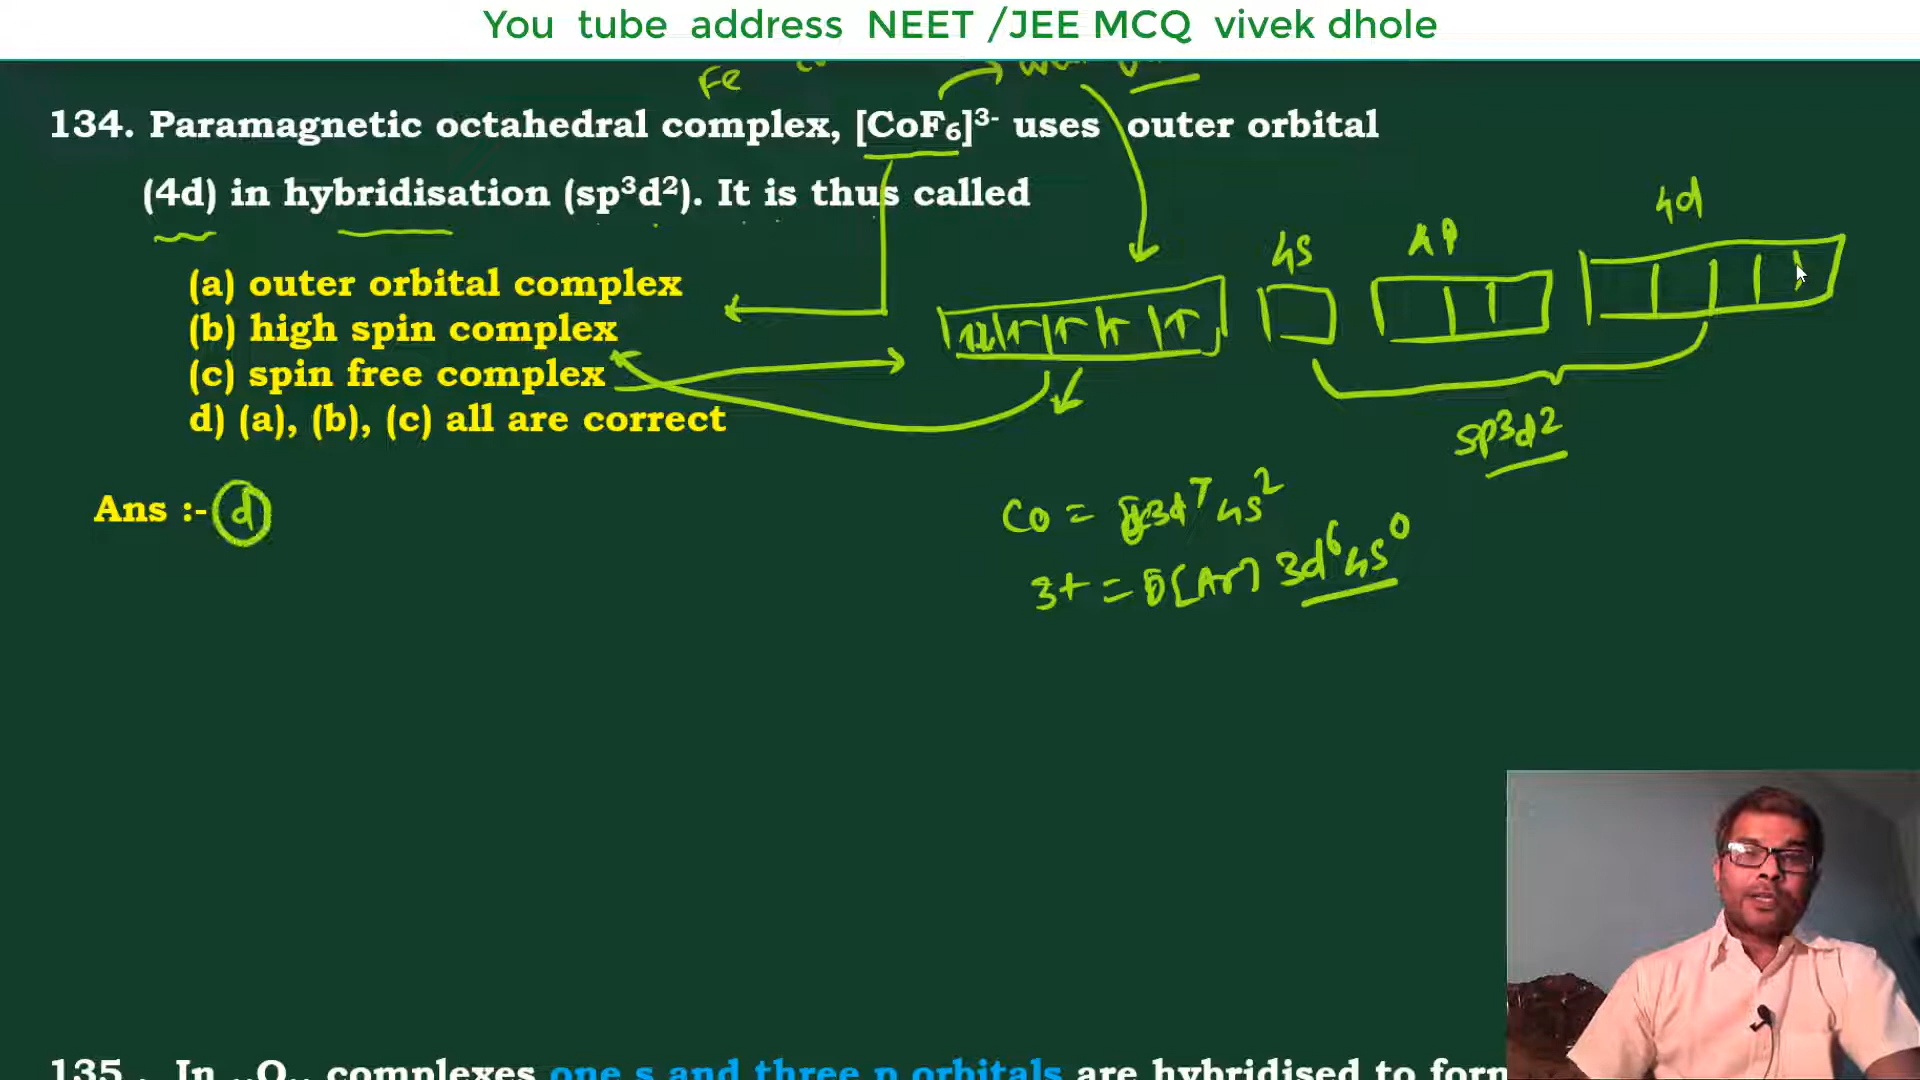 You tube address NEET /JEE MCQ vivek dhole
Fe
134. Paramagnetic octahedral complex, [CoF₆]³⁻ uses outer orbital
(4d) in hybridisation (sp³d²). It is thus called
4s 4p 4d
(a) outer orbital complex
(b) high spin complex
(c) spin free complex
d) (a), (b), (c) all are correct
sp³d²
Ans :- d
Co = 3d⁷ 4s²
3+ = [Ar] 3d⁶ 4s⁰
135 . In ..O.. complexes one s and three p orbitals are hybridised to form